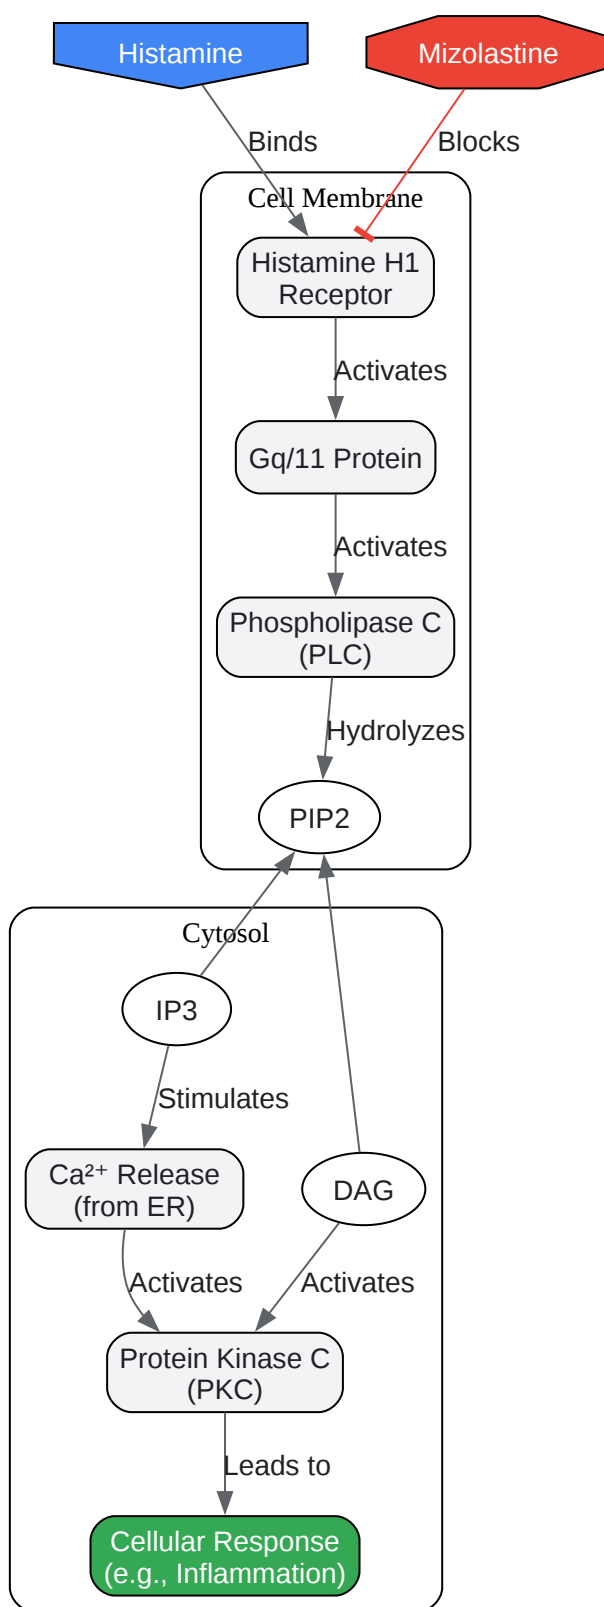 Histamine
Mizolastine
Binds
Blocks
Cell Membrane
Histamine H1
Receptor
Activates
Gq/11 Protein
Activates
Phospholipase C
(PLC)
Hydrolyzes
PIP2
Cytosol
IP3
Stimulates
Ca²⁺ Release
(from ER)
DAG
Activates
Activates
Protein Kinase C
(PKC)
Leads to
Cellular Response
(e.g., Inflammation)